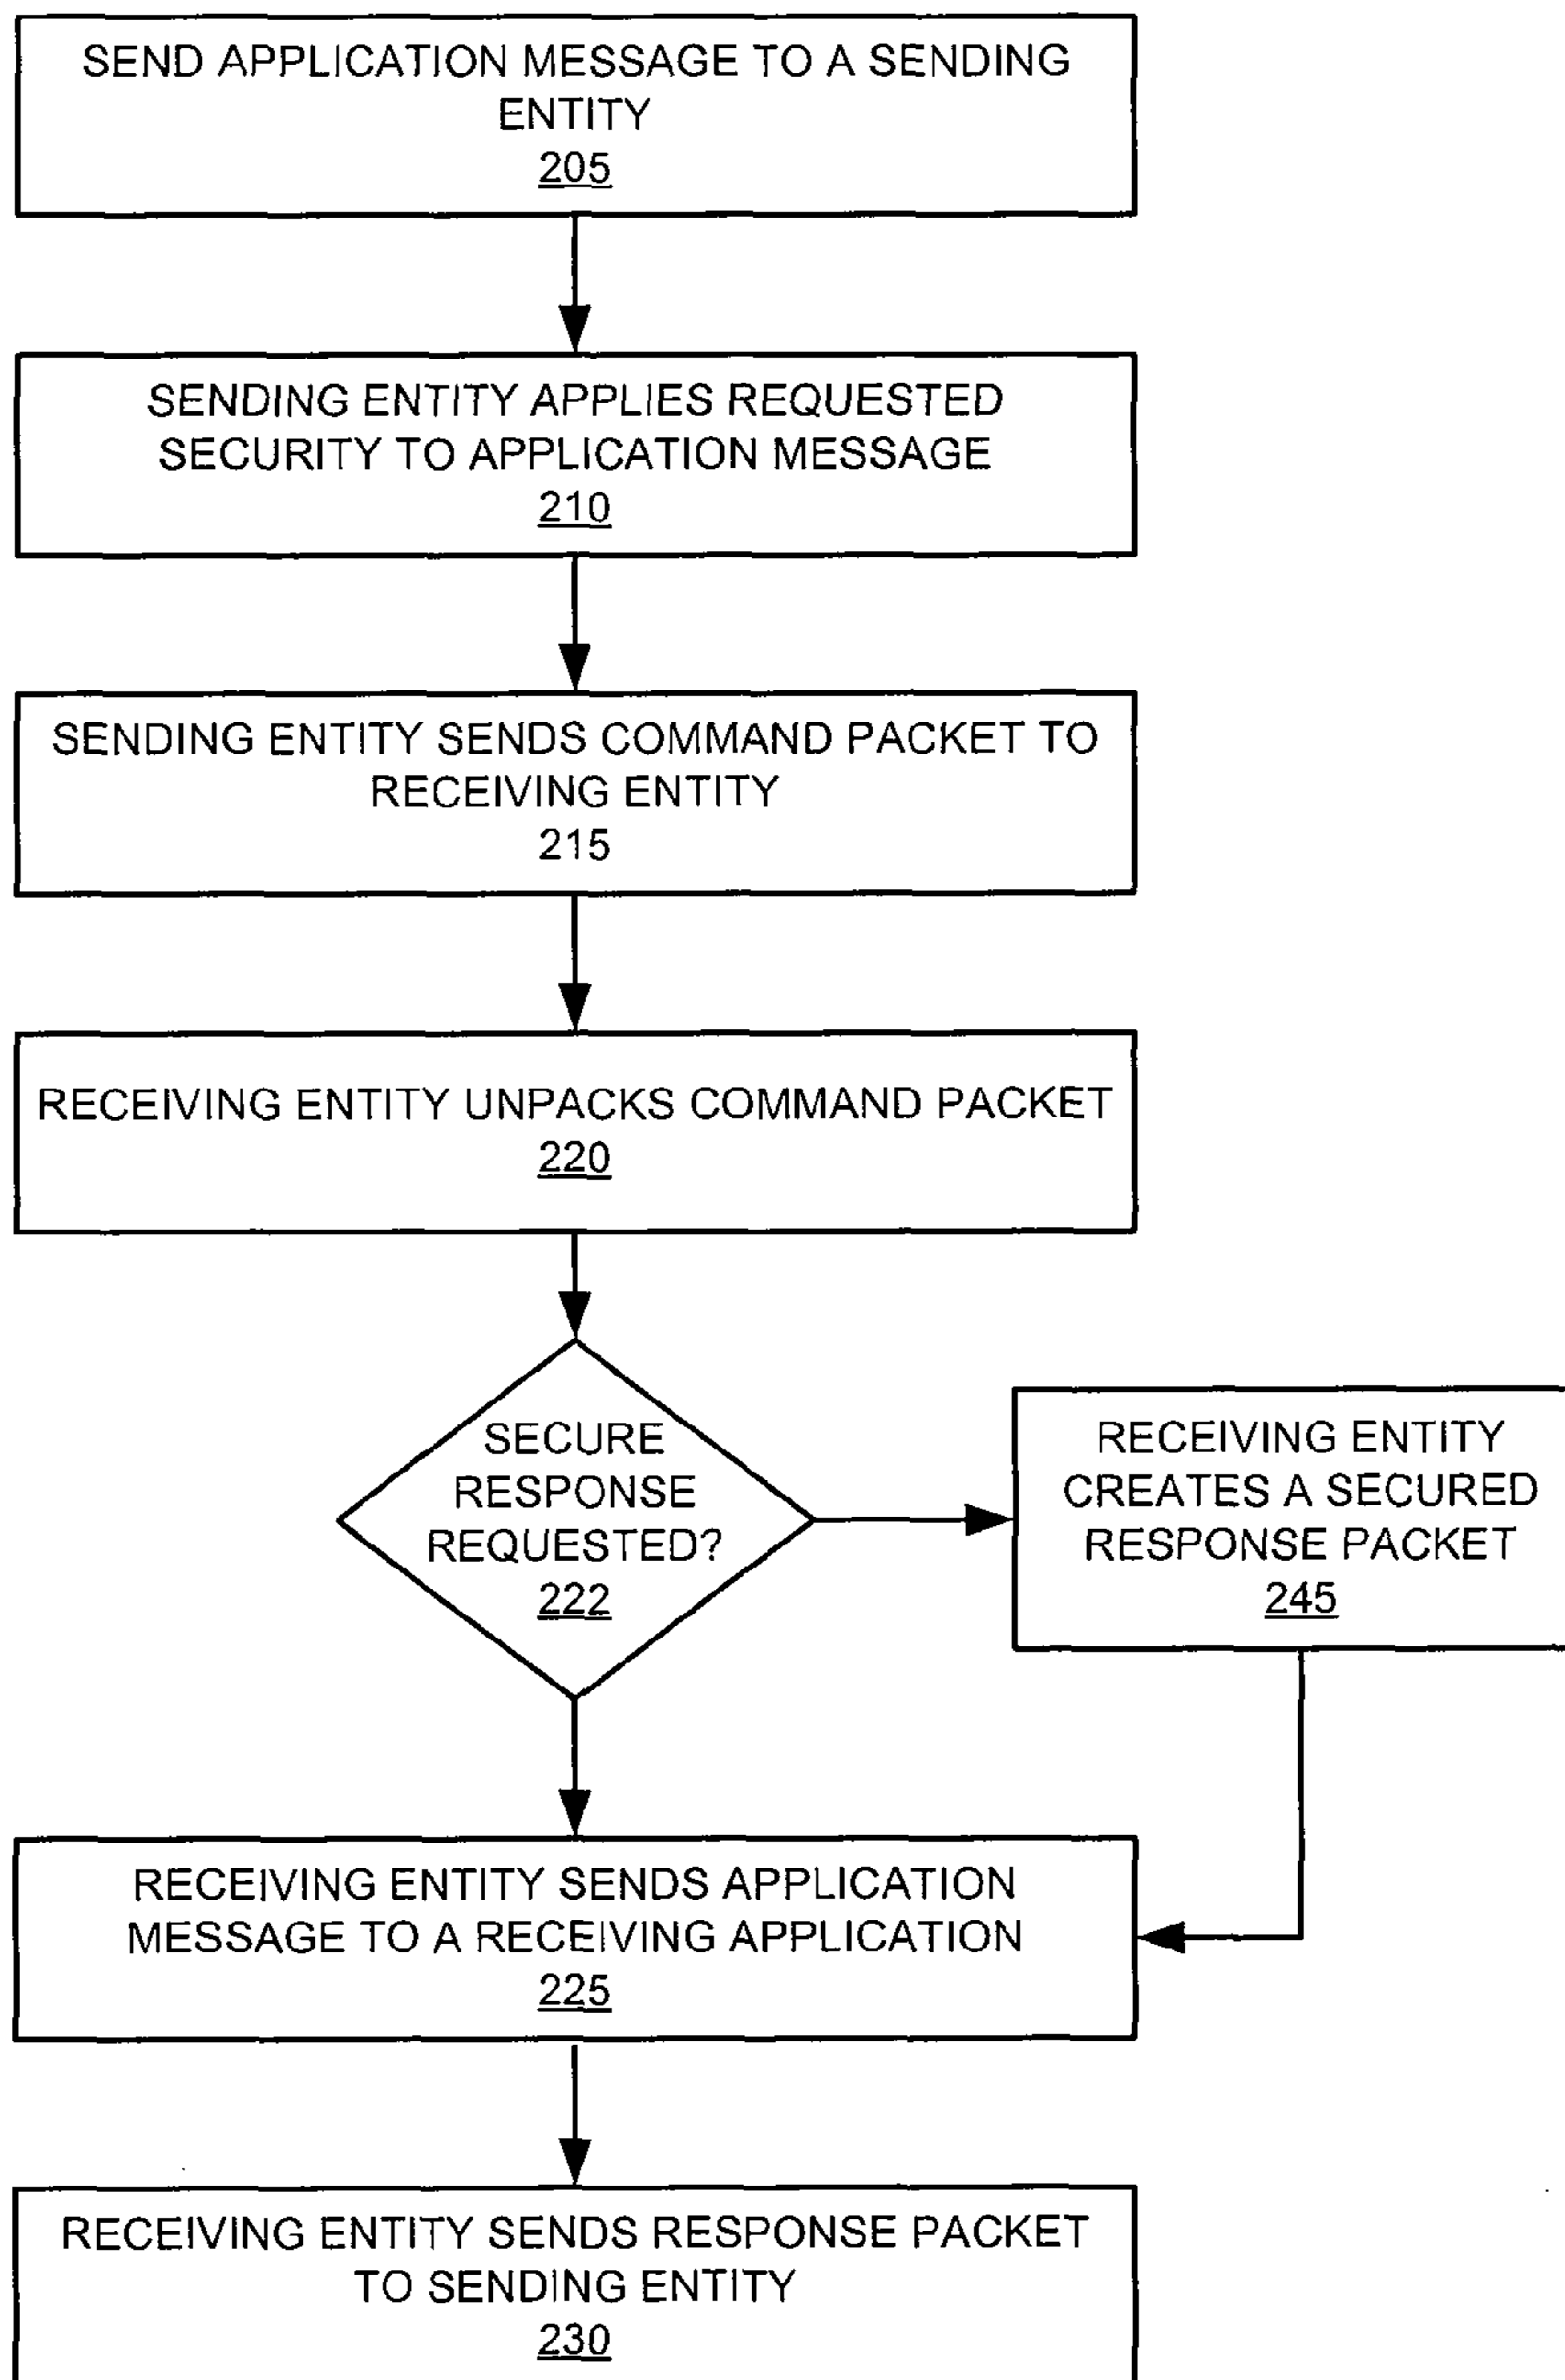 SEND APPLICATION MESSAGE TO A SENDING
ENTITY
205
SENDING ENTITY APPLIES REQUESTED
SECURITY TO APPLICATION MESSAGE
210
SENDING ENTITY SENDS COMMAND PACKET TO
RECEIVING ENTITY
215
RECEIVING ENTITY UNPACKS COMMAND PACKET
220
SECURE
RESPONSE
REQUESTED?
222
RECEIVING ENTITY
CREATES A SECURED
RESPONSE PACKET
245
RECEIVING ENTITY SENDS APPLICATION
MESSAGE TO A RECEIVING APPLICATION
225
RECEIVING ENTITY SENDS RESPONSE PACKET
TO SENDING ENTITY
230